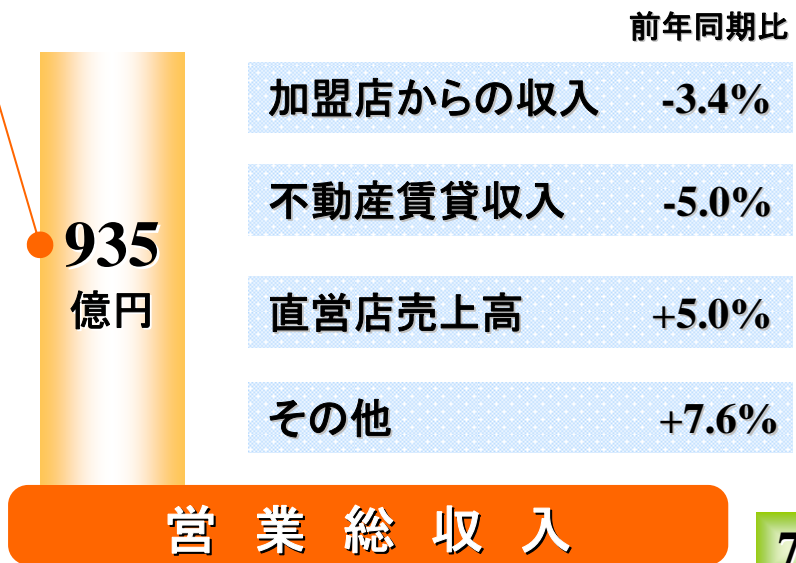 前年同期比
加盟店からの収入 -3.4%
不動産賃貸収入 -5.0%
935
億円
直営店売上高 +5.0%
その他 +7.6%
営業総収入